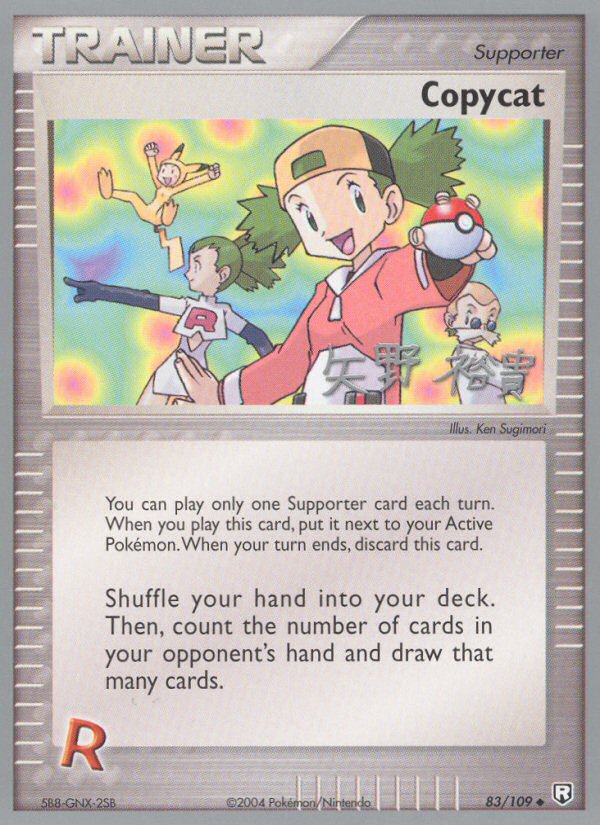 TRAINER
Supporter
Copycat
R
矢野 裕貴
Illus. Ken Sugimori
You can play only one Supporter card each turn.
When you play this card, put it next to your Active
Pokémon. When your turn ends, discard this card.
Shuffle your hand into your deck.
Then, count the number of cards in
your opponent's hand and draw that
many cards.
R
5B8-GNX-2SB
©2004 Pokémon/Nintendo
83/109
R